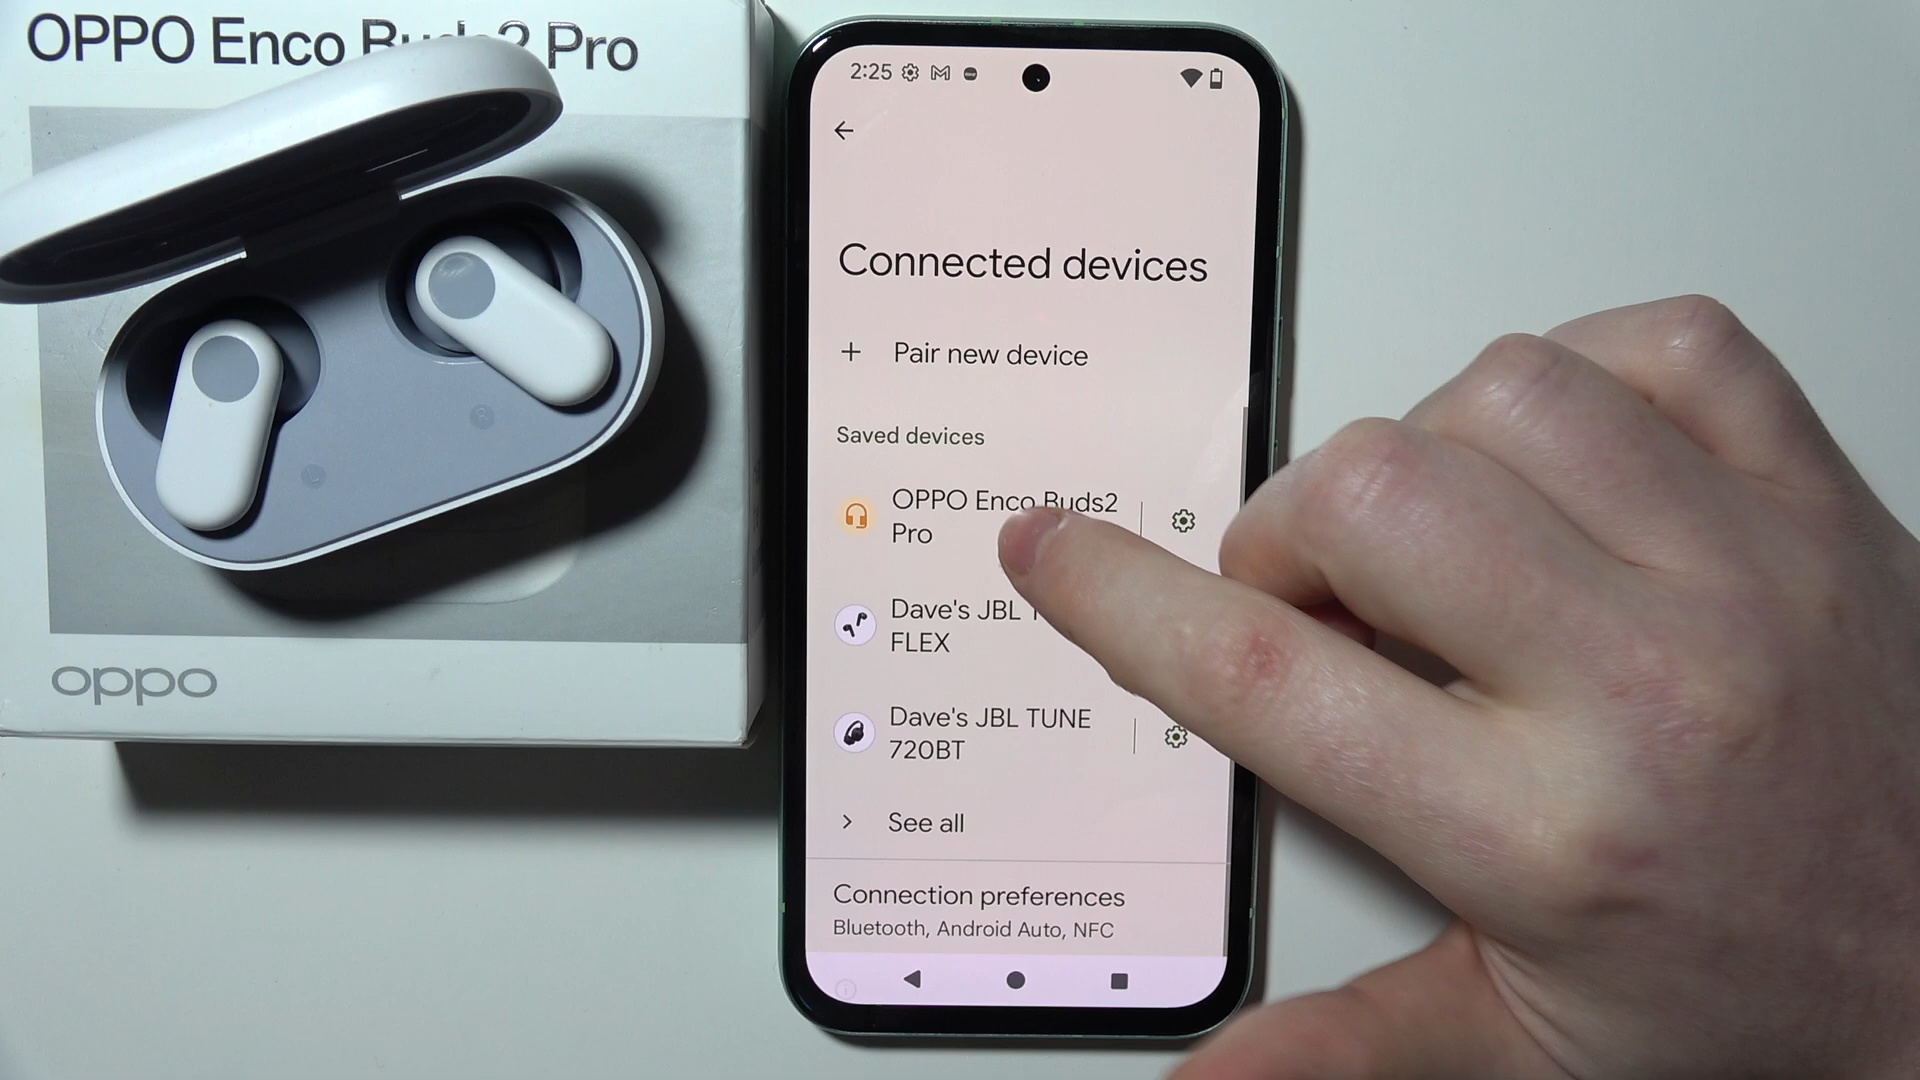 OPPO Enco Buds2 Pro
oppo
2:25
Connected devices
+ Pair new device
Saved devices
OPPO Enco Buds2
Pro
Dave's JBL
FLEX
Dave's JBL TUNE
720BT
See all
Connection preferences
Bluetooth, Android Auto, NFC